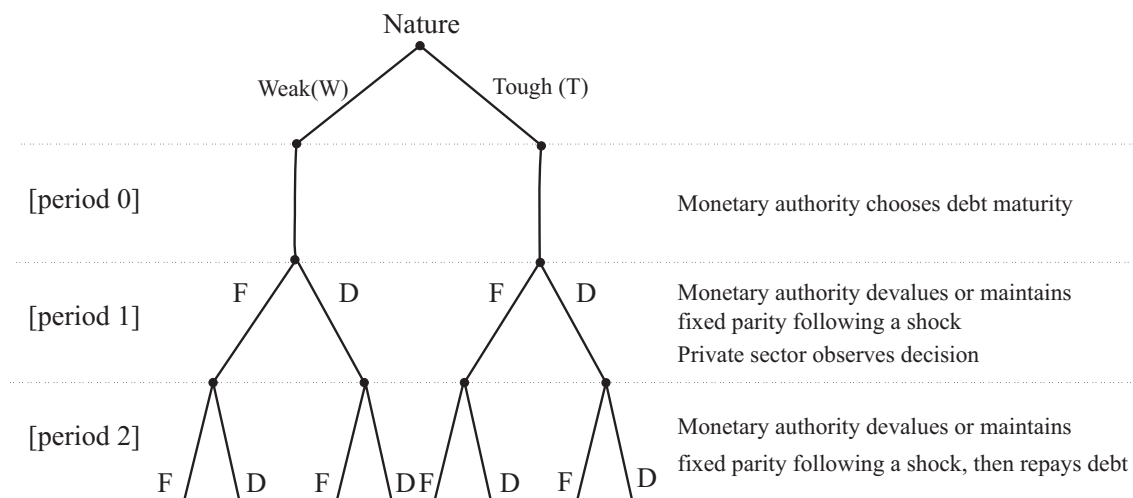 Nature
Weak(W)
Tough (T)
[period 0]
Monetary authority chooses debt maturity
F
D
F
D
[period 1]
Monetary authority devalues or maintains
fixed parity following a shock
Private sector observes decision
[period 2]
Monetary authority devalues or maintains
fixed parity following a shock, then repays debt
F
D
F
D
F
D
F
D